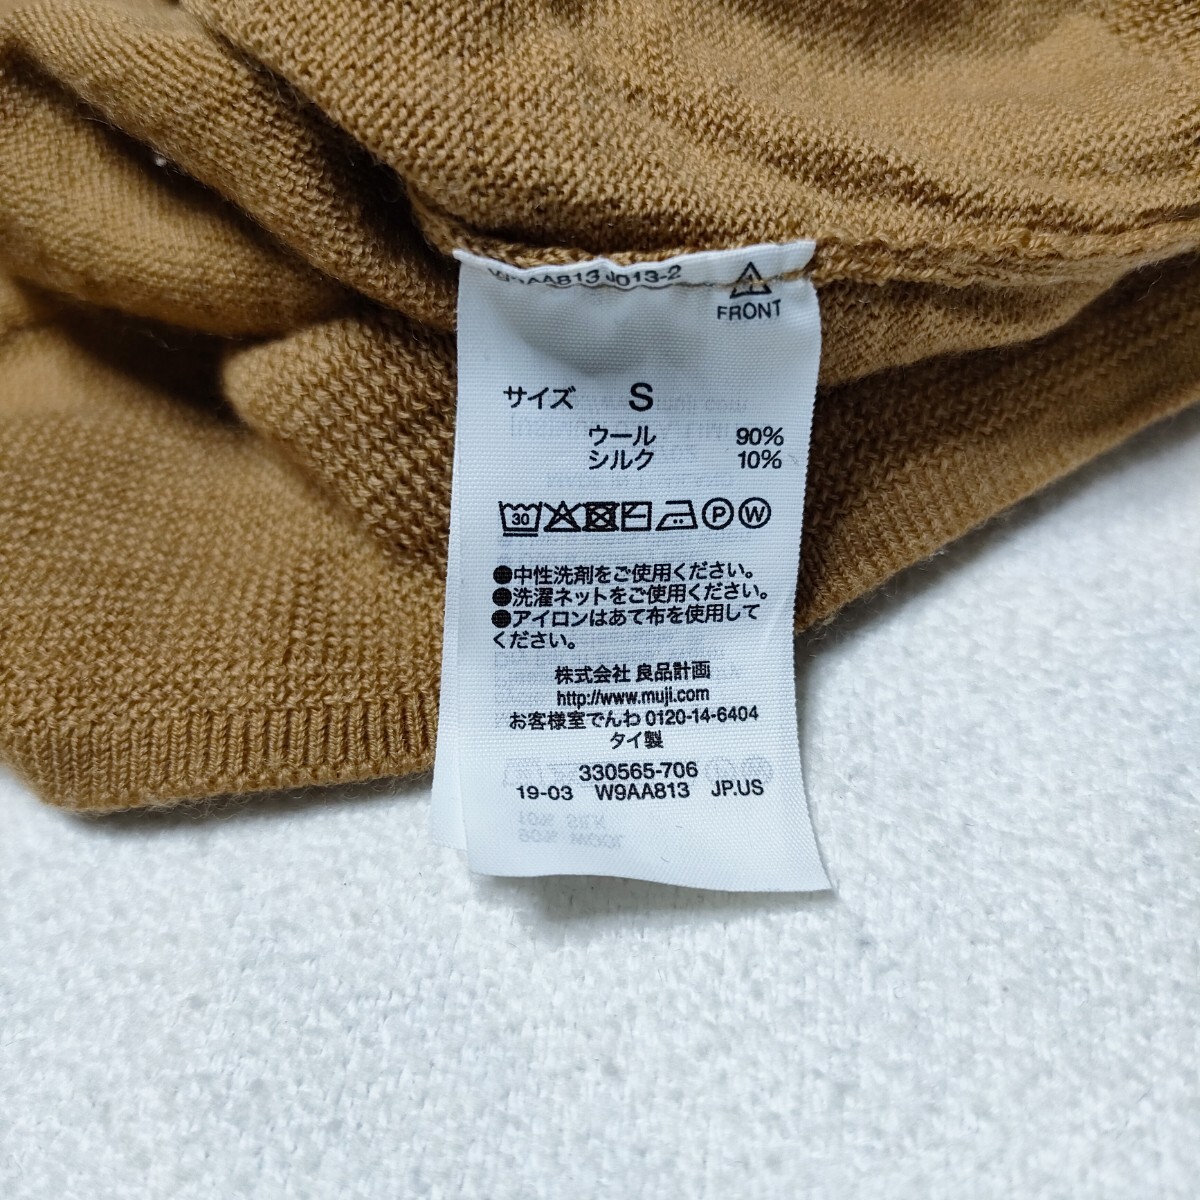 W9AA813 J013-2
FRONT
サイズ S
ウール 90%
シルク 10%
30 P W
●中性洗剤をご使用ください。
●洗濯ネットをご使用ください。
●アイロンはあて布を使用して
ください。
株式会社 良品計画
http://www.muji.com
お客様室でんわ 0120-14-6404
タイ製
330565-706
19-03 W9AA813 JP.US